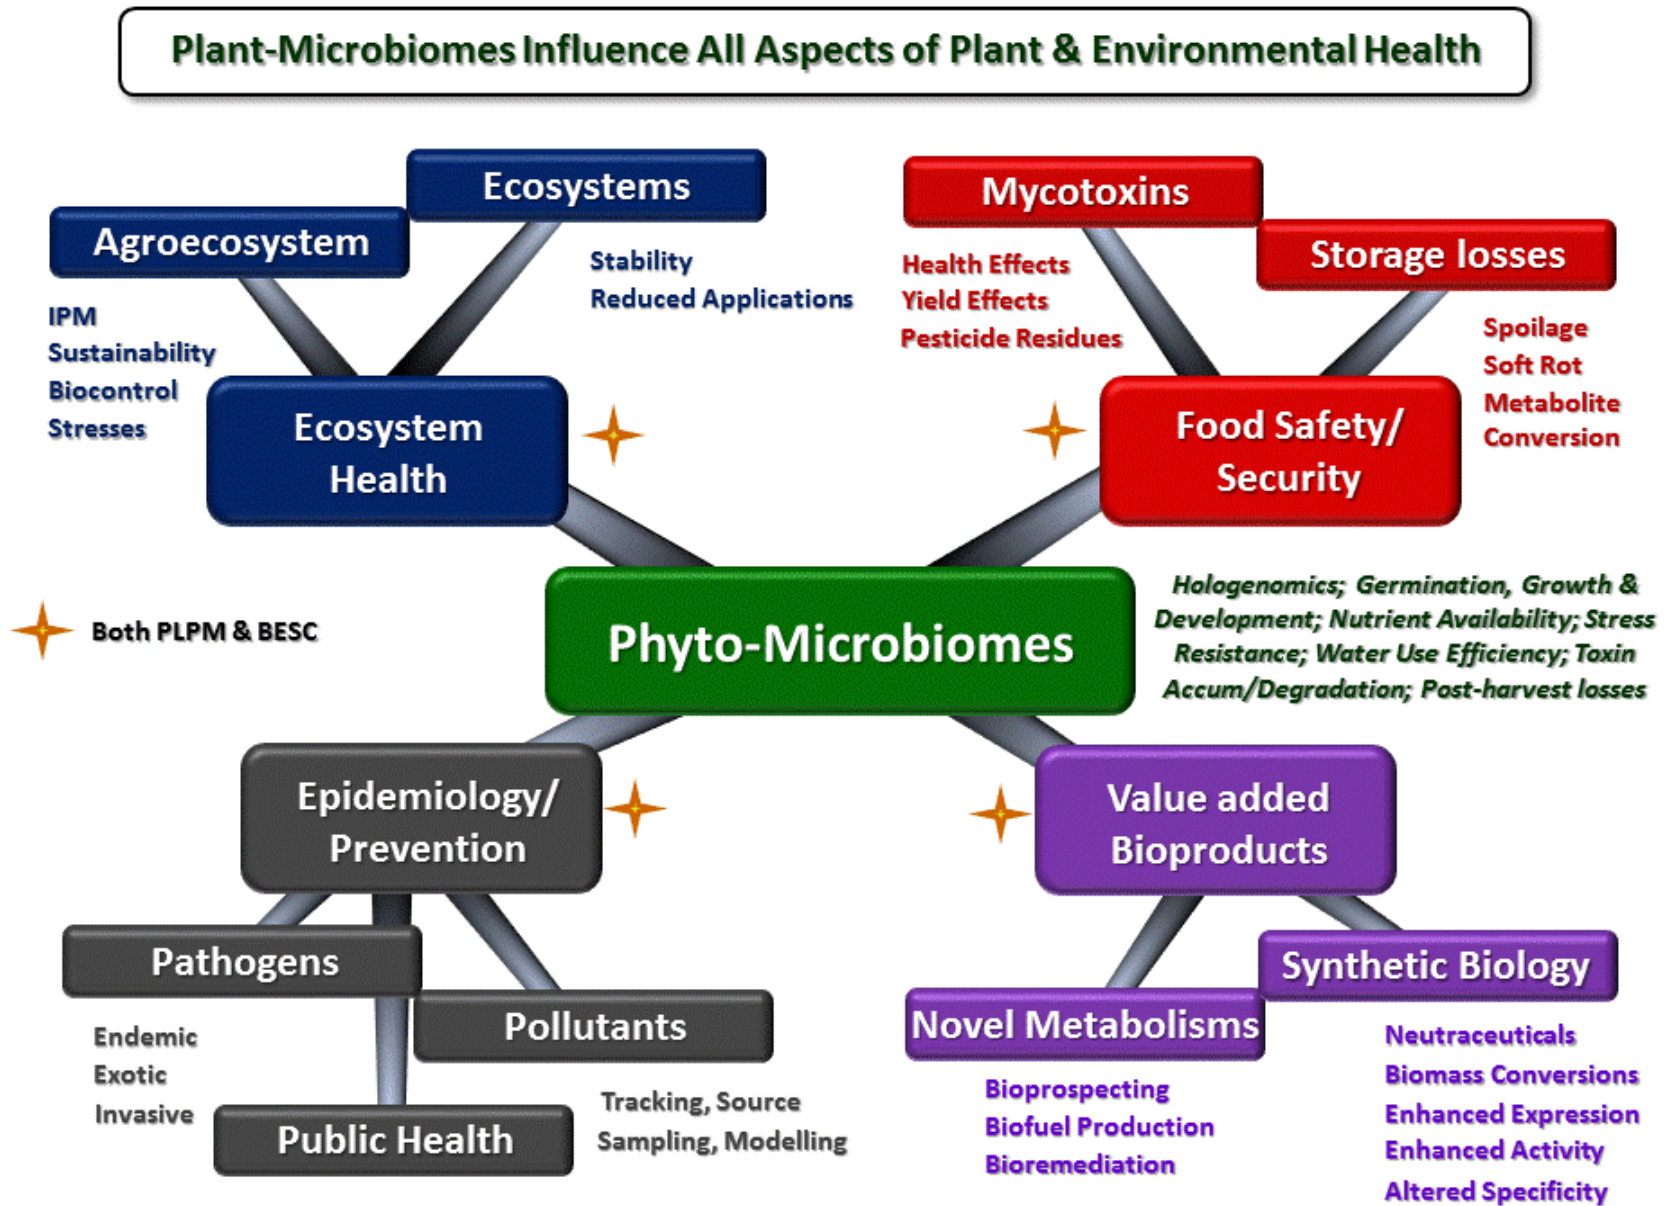 Plant-Microbiomes Influence All Aspects of Plant & Environmental Health
Ecosystems
Agroecosystem
Stability
Reduced Applications
IPM
Sustainability
Biocontrol
Stresses
Ecosystem
Health
Mycotoxins
Storage losses
Health Effects
Yield Effects
Pesticide Residues
Spoilage
Soft Rot
Metabolite
Conversion
Food Safety/
Security
Both PLPM & BESC
Phyto-Microbiomes
Hologenomics; Germination, Growth &
Development; Nutrient Availability; Stress
Resistance; Water Use Efficiency; Toxin
Accum/Degradation; Post-harvest losses
Epidemiology/
Prevention
Pathogens
Pollutants
Endemic
Exotic
Invasive
Public Health
Tracking, Source
Sampling, Modelling
Value added
Bioproducts
Synthetic Biology
Novel Metabolisms
Bioprospecting
Biofuel Production
Bioremediation
Neutraceuticals
Biomass Conversions
Enhanced Expression
Enhanced Activity
Altered Specificity